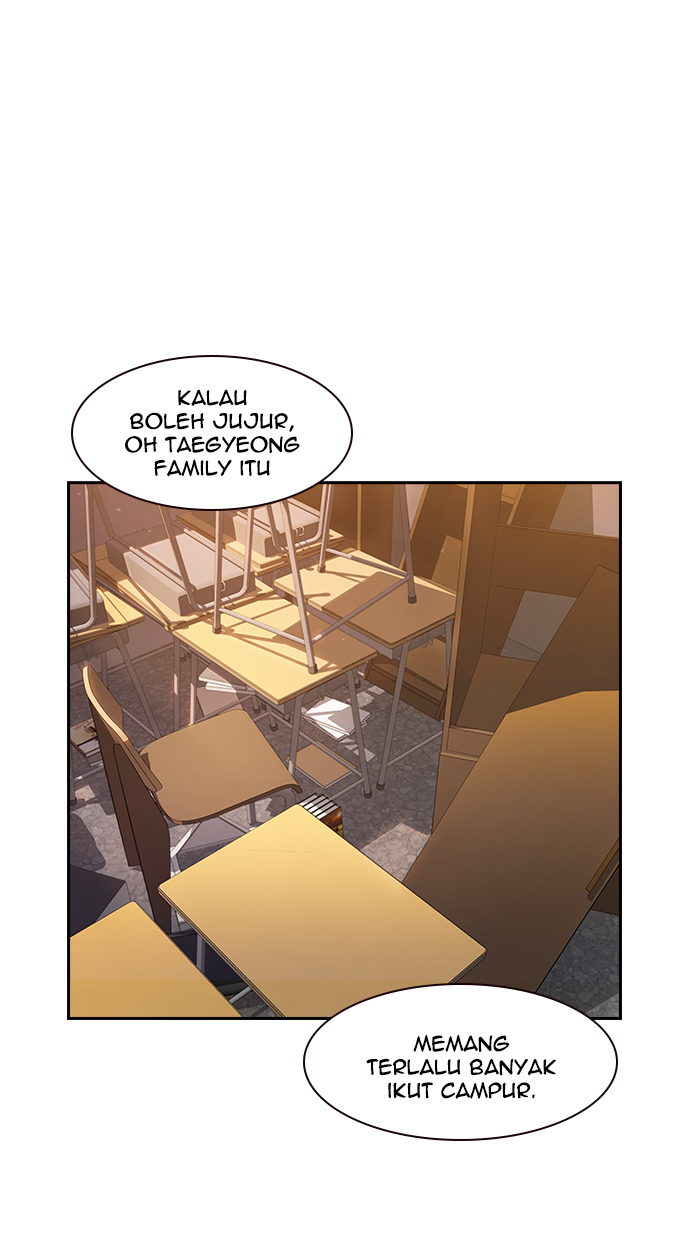 KALAU
BOLEH JUJUR,
OH TAEGYEONG
FAMILY ITU
MEMANG
TERLALU BANYAK
IKUT CAMPUR.